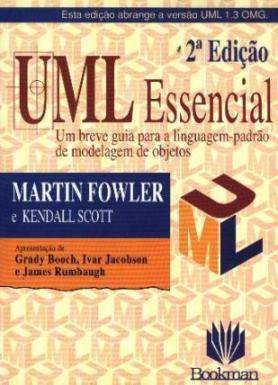 Esta edição abrange a versão UML 1.3 OMG.
2ª Edição
UML Essencial
Um breve guia para a linguagem-padrão
de modelagem de objetos
MARTIN FOWLER
e KENDALL SCOTT
Apresentação de
Grady Booch, Ivar Jacobson
e James Rumbaugh
UML
UML
Bookman